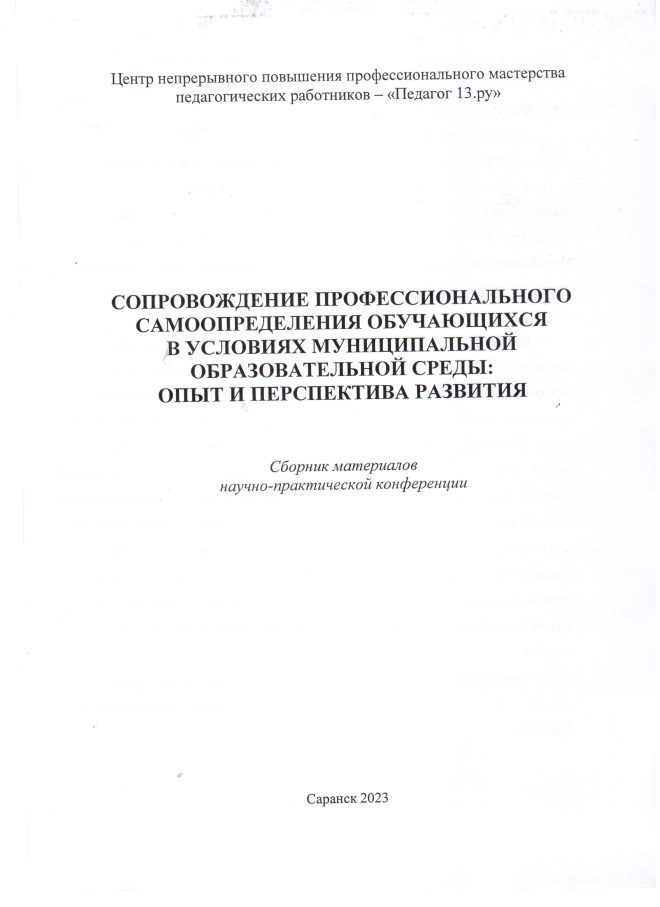 Центр непрерывного повышения профессионального мастерства
педагогических работников – «Педагог 13.ру»
СОПРОВОЖДЕНИЕ ПРОФЕССИОНАЛЬНОГО
САМООПРЕДЕЛЕНИЯ ОБУЧАЮЩИХСЯ
В УСЛОВИЯХ МУНИЦИПАЛЬНОЙ
ОБРАЗОВАТЕЛЬНОЙ СРЕДЫ:
ОПЫТ И ПЕРСПЕКТИВА РАЗВИТИЯ
Сборник материалов
научно-практической конференции
Саранск 2023